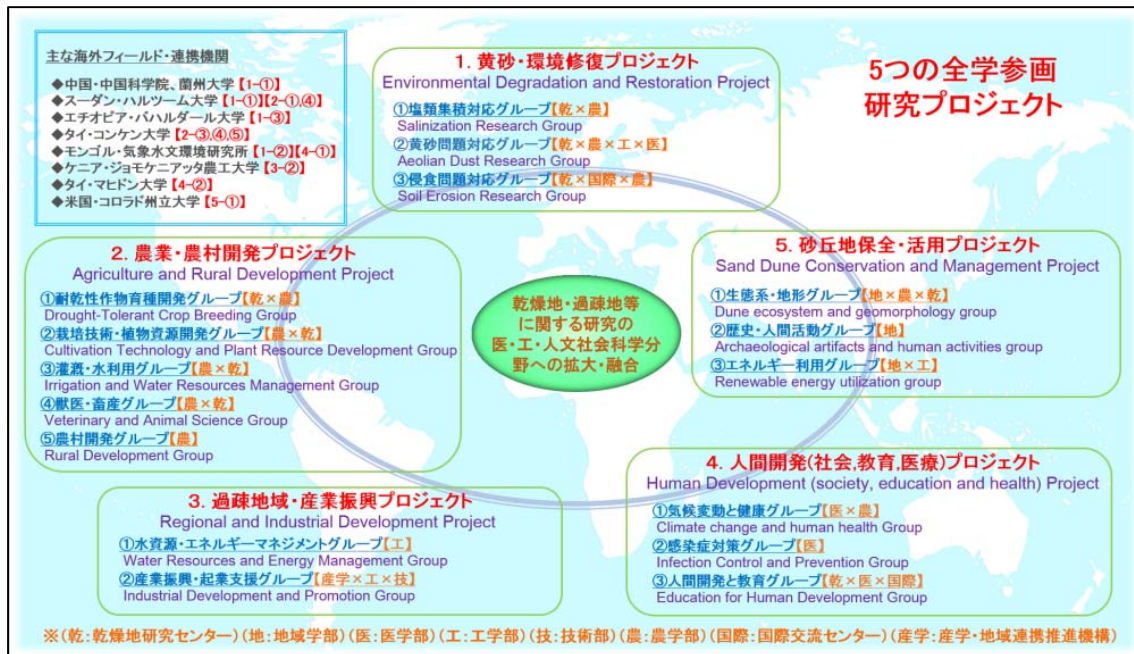 主な海外フィールド・連携機関
◆中国・中国科学院、蘭州大学【1-①】
◆スーダン・ハルツーム大学【1-①】【2-①,④】
◆エチオピア・バハルダール大学【1-③】
◆タイ・コンケン大学【2-③,④,⑤】
◆モンゴル・気象水文環境研究所【1-②】【4-①】
◆ケニア・ジョモケニアッタ農工大学【3-②】
◆タイ・マヒドン大学【4-②】
◆米国・コロラド州立大学【5-①】
1. 黄砂・環境修復プロジェクト
Environmental Degradation and Restoration Project
①塩類集積対応グループ【乾×農】
Salinization Research Group
②黄砂問題対応グループ【乾×農×工×医】
Aeolian Dust Research Group
③侵食問題対応グループ【乾×国際×農】
Soil Erosion Research Group
5つの全学参画
研究プロジェクト
2. 農業・農村開発プロジェクト
Agriculture and Rural Development Project
①耐乾性作物育種開発グループ【乾×農】
Drought-Tolerant Crop Breeding Group
②栽培技術・植物資源開発グループ【農×乾】
Cultivation Technology and Plant Resource Development Group
③灌漑・水利用グループ【農×乾】
Irrigation and Water Resources Management Group
④獣医・畜産グループ【農×乾】
Veterinary and Animal Science Group
⑤農村開発グループ【農】
Rural Development Group
乾燥地・過疎地等
に関する研究の
医・工・人文社会科学分
野への拡大・融合
5. 砂丘地保全・活用プロジェクト
Sand Dune Conservation and Management Project
①生態系・地形グループ【地×農×乾】
Dune ecosystem and geomorphology group
②歴史・人間活動グループ【地】
Archaeological artifacts and human activities group
③エネルギー利用グループ【地×工】
Renewable energy utilization group
3. 過疎地域・産業振興プロジェクト
Regional and Industrial Development Project
①水資源・エネルギーマネジメントグループ【工】
Water Resources and Energy Management Group
②産業振興・起業支援グループ【産学×工×技】
Industrial Development and Promotion Group
4. 人間開発(社会,教育,医療)プロジェクト
Human Development (society, education and health) Project
①気候変動と健康グループ【医×農】
Climate change and human health Group
②感染症対策グループ【医】
Infection Control and Prevention Group
③人間開発と教育グループ【乾×医×国際】
Education for Human Development Group
※(乾:乾燥地研究センター)(地:地域学部)(医:医学部)(工:工学部)(技:技術部)(農:農学部)(国際:国際交流センター)(産学:産学・地域連携推進機構)